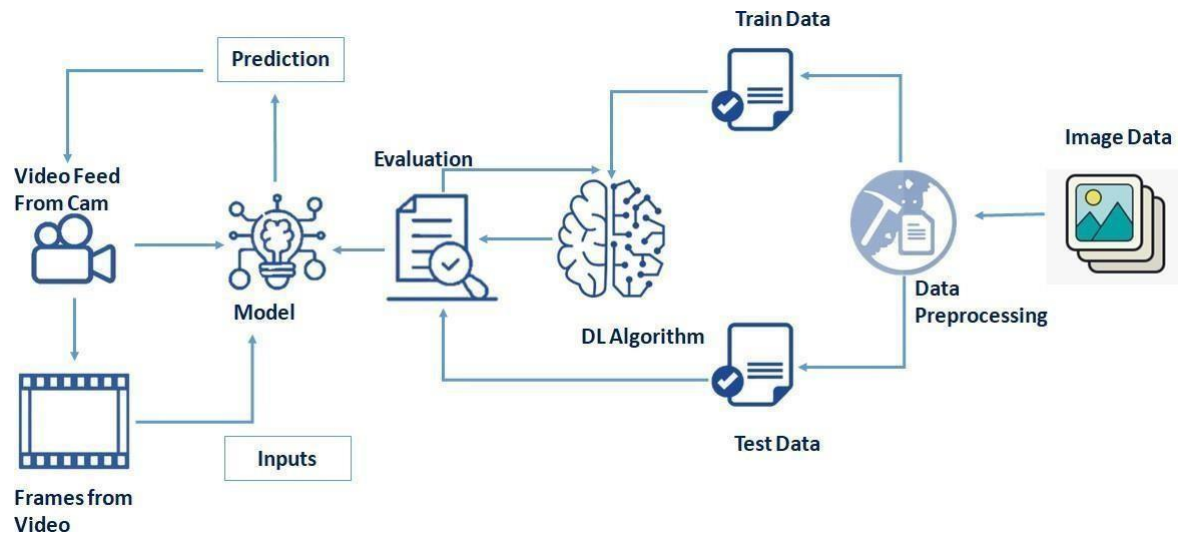 Train Data
Prediction
Image Data
Evaluation
Video Feed
From Cam
Data
Preprocessing
Model
DL Algorithm
Test Data
Inputs
Frames from
Video